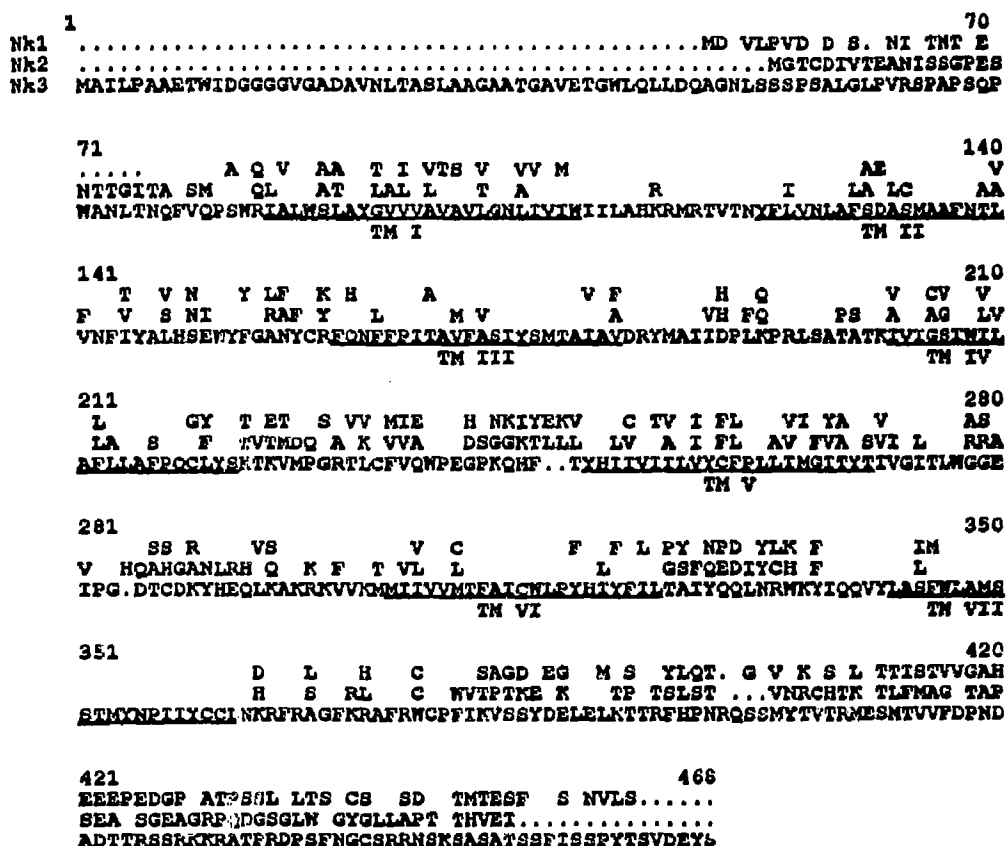 1 70
Nk1 ................................................MD VLPVD D S. NI TNT E
Nk2 .....................................................MGTCDIVTEANISSGPES
Nk3 MAILPAAETWIDGGGGVGADAVNLTASLAAGAATGAVETGWLQLLDQAGNLSSSPSALGLPVRSPAPSQP
71 140
..... A Q V AA T I VTS V VV M AE V
NTTGITA SM QL AT LAL L T A R I LA LC AA
WANLTNQFVQPSWRIALWSLAYGVVVAVAVLGNLIVIWIILAHKRMRTVTNYFLVNLAFSDASMAAFNTL
TM I TM II
141 210
T V N Y LF K H A V F H Q V CV V
F V S NI RAF Y L M V A VH FQ PS A AG LV
VNFIYALHSEWYFGANYCRFQNFFPITAVFASIYSMTAIAVDRYMAIIDPLKPRLSATATKIVIGSIWIL
TM III TM IV
211 280
L GY T ET S VV MIE H NKIYEKV C TV I FL VI YA V AS
LA S F TVTMDQ A K VVA DSGGKTLLL LV A I FL AV FVA SVI L RRA
AFLLAFPQCLYSKTKVMPGRTLCFVQWPEGPKQHF..TYHIIVIILVYCFPLLIMGITYTIVGITLWGGE
TM V
281 350
SS R VS V C F F L PY NPD YLK F IM
V HQAHGANLRH Q K F T VL L L GSFQEDIYCH F L
IPG.DTCDKYHEQLKAKRKVVKMMIIVVMTFAICWLPYHIYFILTAIYQQLNRWKYIQQVYLASFWLAMS
TM VI TM VII
351 420
D L H C SAGD EG M S YLQT. G V K S L TTISTVVGAH
H S RL C WVTPTKE K TP TSLST ...VNRCHTK TLFMAG TAP
STMYNPIIYCCLNKRFRAGFKRAFRWCPFIKVSSYDELELKTTRFHPNRQSSMYTVTRMESMTVVFDPND
421 466
EEEPEDGP ATPSSL LTS CS SD TMTESF S NVLS......
SEA SGEAGRP DGSGLW GYGLLAPT THVEI...............
ADTTRSSRKKRATPRDPSFNGCSRRNSKSASATSSFISSPYTSVDEYS